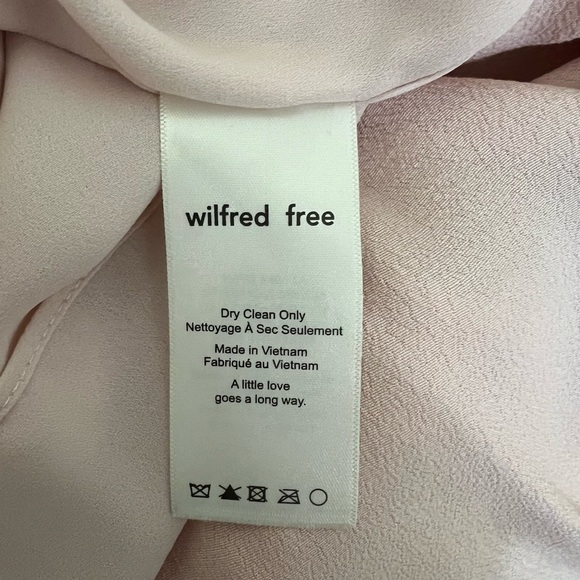 wilfred free
Dry Clean Only
Nettoyage À Sec Seulement
Made in Vietnam
Fabriqué au Vietnam
A little love
goes a long way.